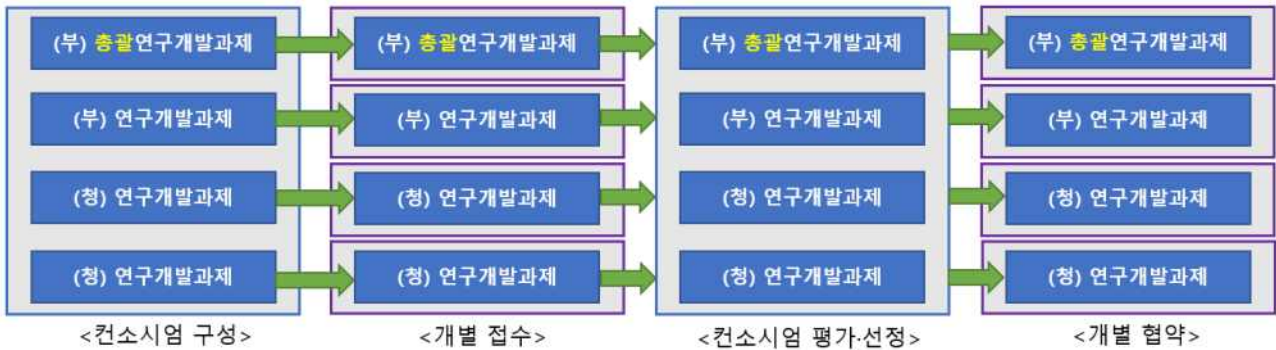 (부) 총괄연구개발과제 (부) 총괄연구개발과제 (부) 총괄연구개발과제 (부) 총괄연구개발과제
(부) 연구개발과제 (부) 연구개발과제 (부) 연구개발과제 (부) 연구개발과제
(청) 연구개발과제 (청) 연구개발과제 (청) 연구개발과제 (청) 연구개발과제
(청) 연구개발과제 (청) 연구개발과제 (청) 연구개발과제 (청) 연구개발과제
<컨소시엄 구성> <개별 접수> <컨소시엄 평가·선정> <개별 협약>